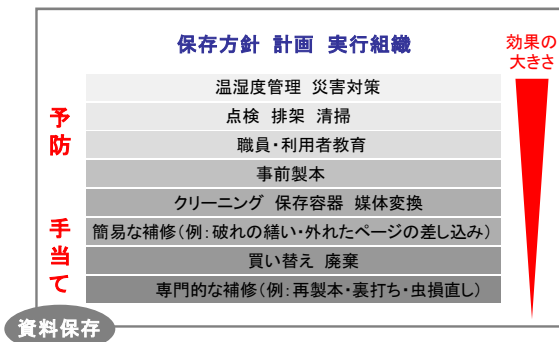 保存方針 計画 実行組織
効果の
大きさ
温湿度管理 災害対策
点検 排架 清掃
職員・利用者教育
事前製本
クリーニング 保存容器 媒体変換
簡易な補修(例:破れの繕い・外れたページの差し込み)
買い替え 廃棄
専門的な補修(例:再製本・裏打ち・虫損直し)
予防
手当て
資料保存